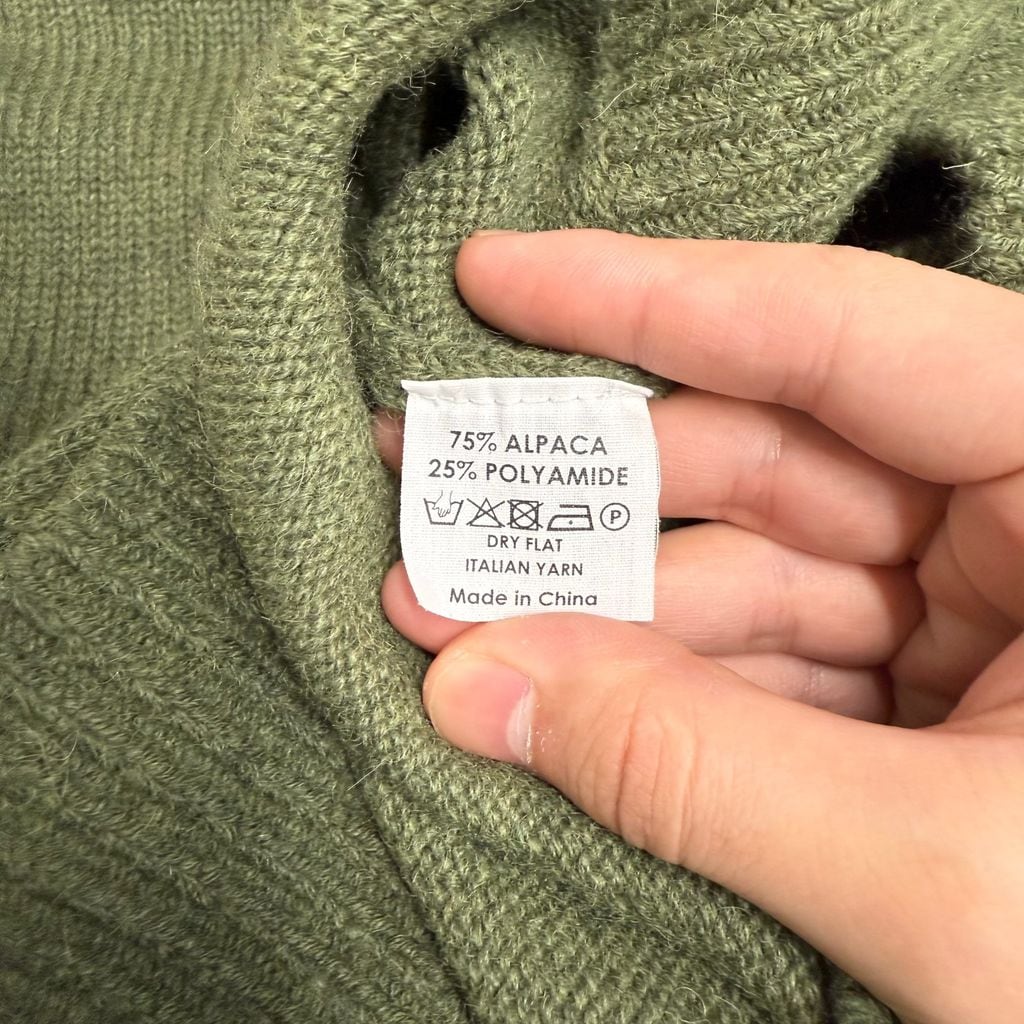 75% ALPACA
25% POLYAMIDE
P
DRY FLAT
ITALIAN YARN
Made in China